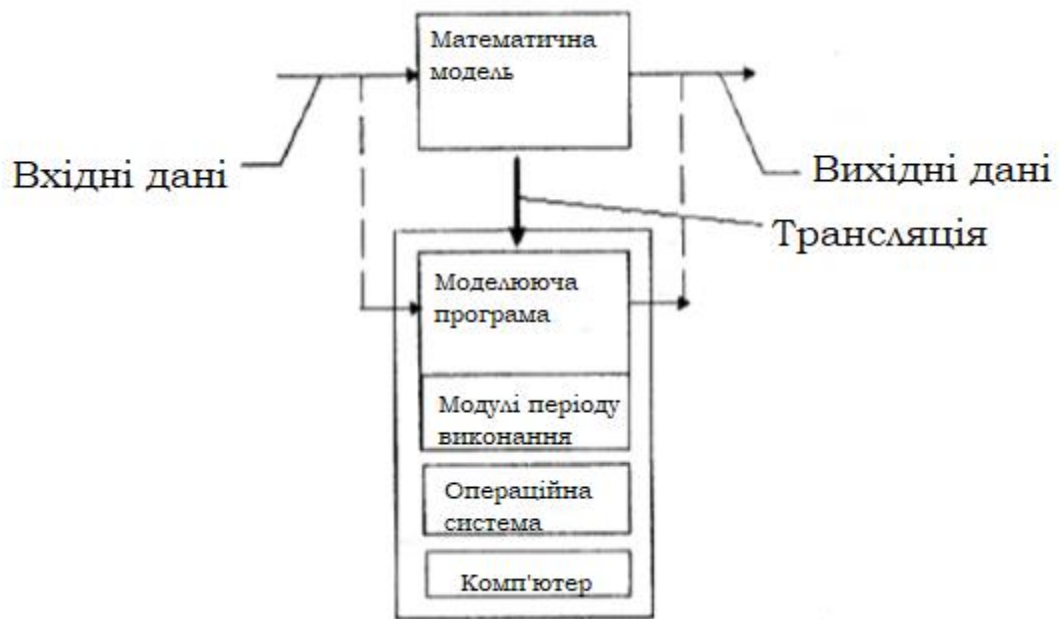 Математична
модель
Вхідні дані
Вихідні дані
Трансляція
Моделююча
програма
Модулі періоду
виконання
Операційна
система
Комп'ютер